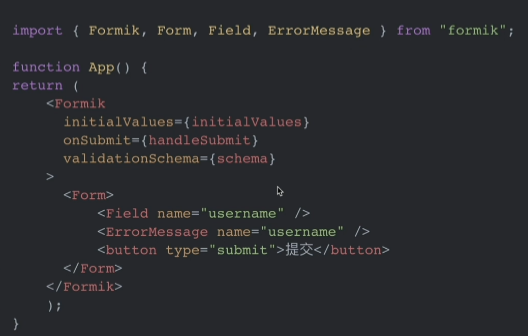 import { Formik, Form, Field, ErrorMessage } from "formik";
function App() {
return (
<Formik
initialValues={initialValues}
onSubmit={handleSubmit}
validationSchema={schema}
>
<Form>
<Field name="username" />
<ErrorMessage name="username" />
<button type="submit">提交</button>
</Form>
</Formik>
);
}